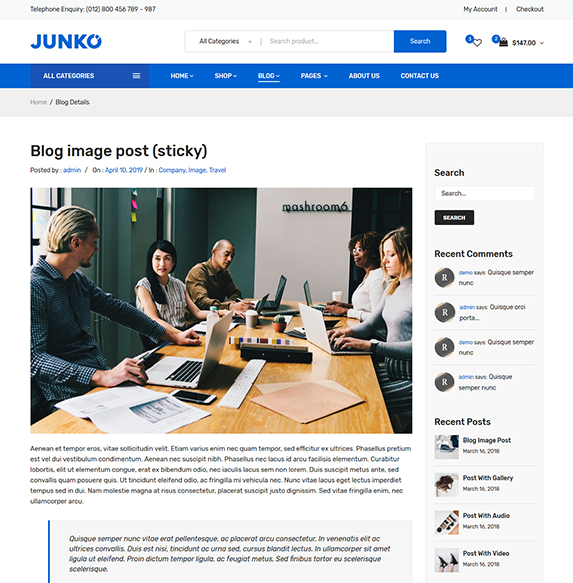 Telephone Enquiry: (012) 800 456 789 - 987
My Account | Checkout
JUNKO
All Categories | Search product... Search 3 2 $147.00
ALL CATEGORIES HOME SHOP BLOG PAGES ABOUT US CONTACT US
Home / Blog Details
Blog image post (sticky)
Posted by : admin / On : April 10, 2019 / In : Company, Image, Travel
mashroom6
Aenean et tempor eros, vitae sollicitudin velit. Etiam varius enim nec quam tempor, sed efficitur ex ultrices. Phasellus pretium
est vel dui vestibulum condimentum. Aenean nec suscipit nibh. Phasellus nec lacus id arcu facilisis elementum. Curabitur
lobortis, elit ut elementum congue, erat ex bibendum odio, nec iaculis lacus sem non lorem. Duis suscipit metus ante, sed
convallis quam posuere quis. Ut tincidunt eleifend odio, ac fringilla mi vehicula nec. Nunc vitae lacus eget lectus imperdiet
tempus sed in dui. Nam molestie magna at risus consectetur, placerat suscipit justo dignissim. Sed vitae fringilla enim, nec
ullamcorper arcu.
Quisque semper nunc vitae erat pellentesque, ac placerat arcu consectetur. In venenatis elit ac
ultrices convallis. Duis est nisi, tincidunt ac urna sed, cursus blandit lectus. In ullamcorper sit amet
ligula ut eleifend. Proin dictum tempor ligula, ac feugiat metus. Sed finibus tortor eu scelerisque
scelerisque.
Search
Search...
SEARCH
Recent Comments
R demo says: Quisque semper
nunc
R admin says: Quisque orci
porta...
R demo says: Quisque semper
nunc
R admin says: Quisque
semper nunc
Recent Posts
Blog Image Post
March 16, 2018
Post With Gallery
March 16, 2018
Post With Audio
March 16, 2018
Post With Video
March 16, 2018